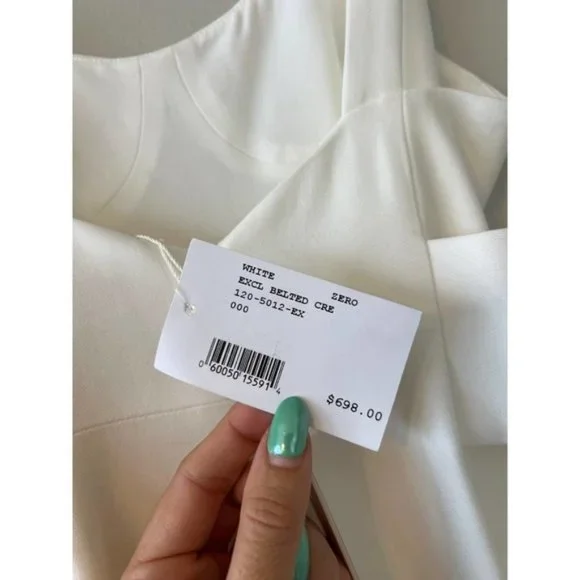 WHITE ZERO
EXCL BELTED CRE
120-5012-EX
000
0 60050 15591 4
$698.00